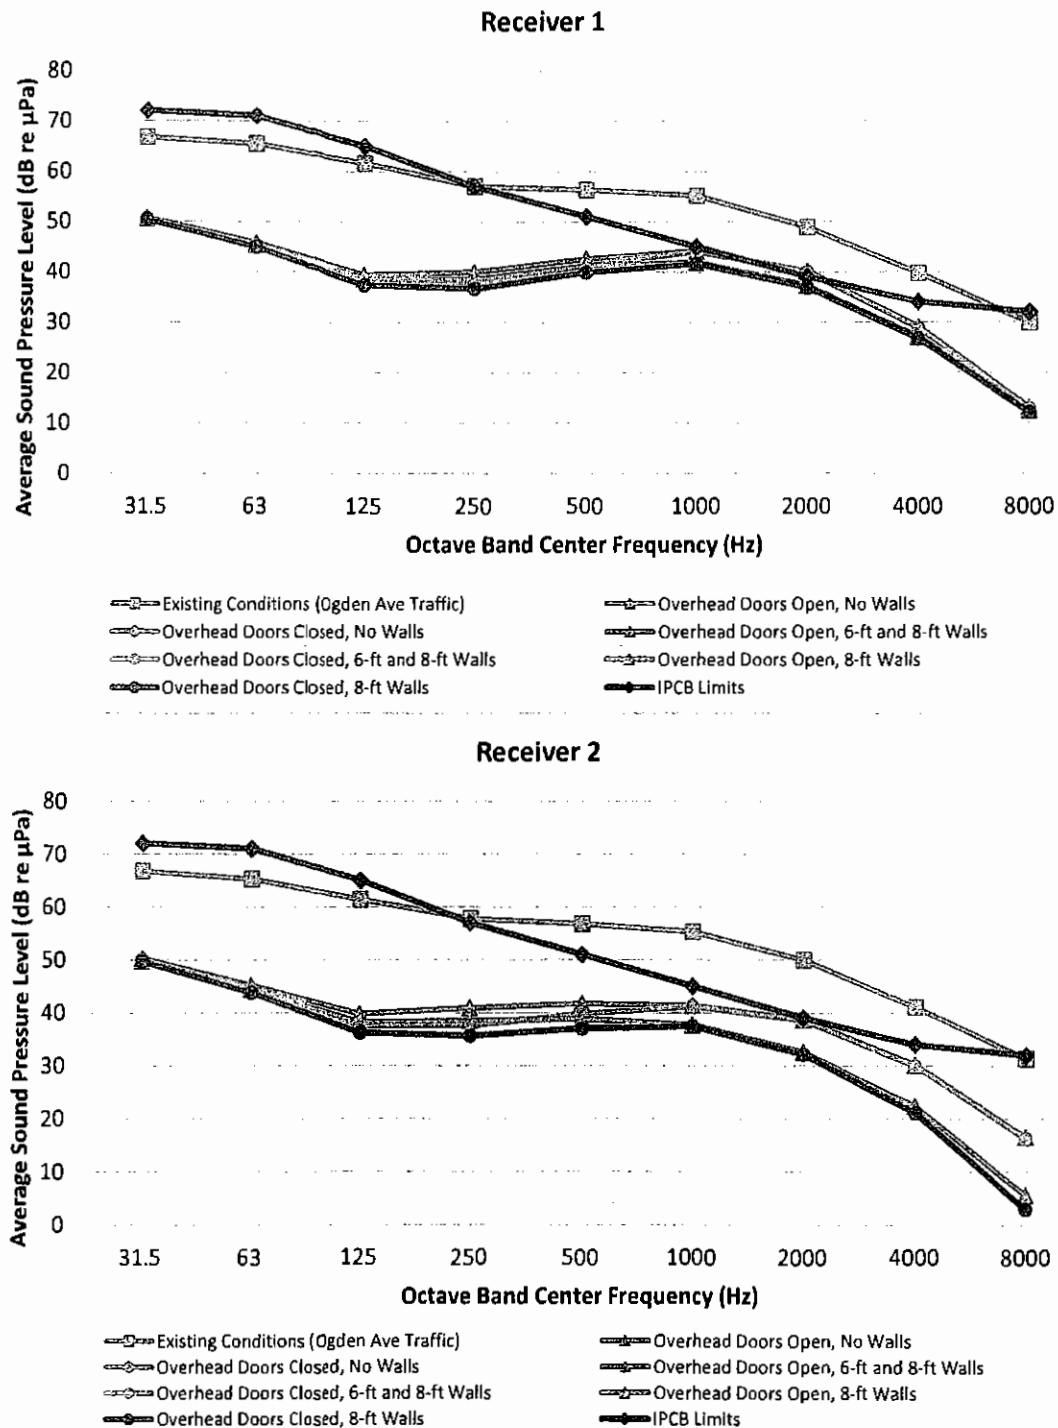 Receiver 1
Average Sound Pressure Level (dB re µPa)
80
70
60
50
40
30
20
10
0
31.5 63 125 250 500 1000 2000 4000 8000
Octave Band Center Frequency (Hz)
Existing Conditions (Ogden Ave Traffic)
Overhead Doors Open, No Walls
Overhead Doors Closed, No Walls
Overhead Doors Open, 6-ft and 8-ft Walls
Overhead Doors Closed, 6-ft and 8-ft Walls
Overhead Doors Open, 8-ft Walls
Overhead Doors Closed, 8-ft Walls
IPCB Limits
Receiver 2
Average Sound Pressure Level (dB re µPa)
80
70
60
50
40
30
20
10
0
31.5 63 125 250 500 1000 2000 4000 8000
Octave Band Center Frequency (Hz)
Existing Conditions (Ogden Ave Traffic)
Overhead Doors Open, No Walls
Overhead Doors Closed, No Walls
Overhead Doors Open, 6-ft and 8-ft Walls
Overhead Doors Closed, 6-ft and 8-ft Walls
Overhead Doors Open, 8-ft Walls
Overhead Doors Closed, 8-ft Walls
IPCB Limits